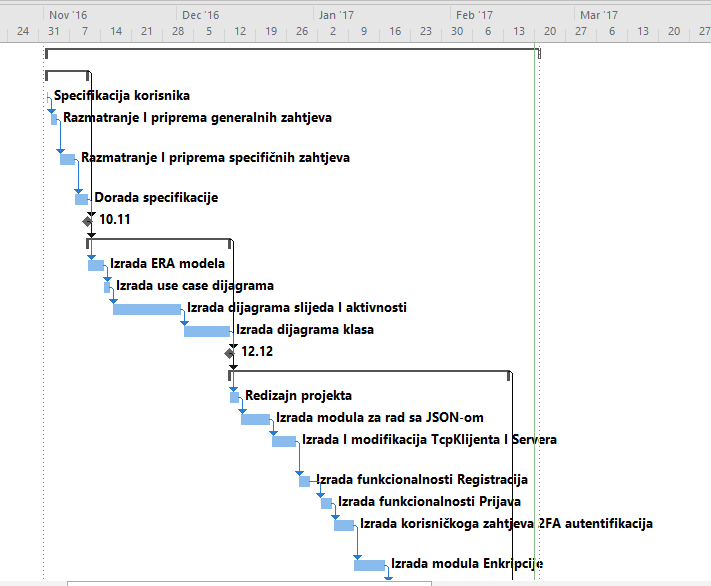 Nov '16 Dec '16 Jan '17 Feb '17 Mar '17
24 31 7 14 21 28 5 12 19 26 2 9 16 23 30 6 13 20 27 6 13 20 27
Specifikacija korisnika
Razmatranje I priprema generalnih zahtjeva
Razmatranje I priprema specifičnih zahtjeva
Dorada specifikacije
10.11
Izrada ERA modela
Izrada use case dijagrama
Izrada dijagrama slijeda I aktivnosti
Izrada dijagrama klasa
12.12
Redizajn projekta
Izrada modula za rad sa JSON-om
Izrada I modifikacija TcpKlijenta I Servera
Izrada funkcionalnosti Registracija
Izrada funkcionalnosti Prijava
Izrada korisničkoga zahtjeva 2FA autentifikacija
Izrada modula Enkripcije